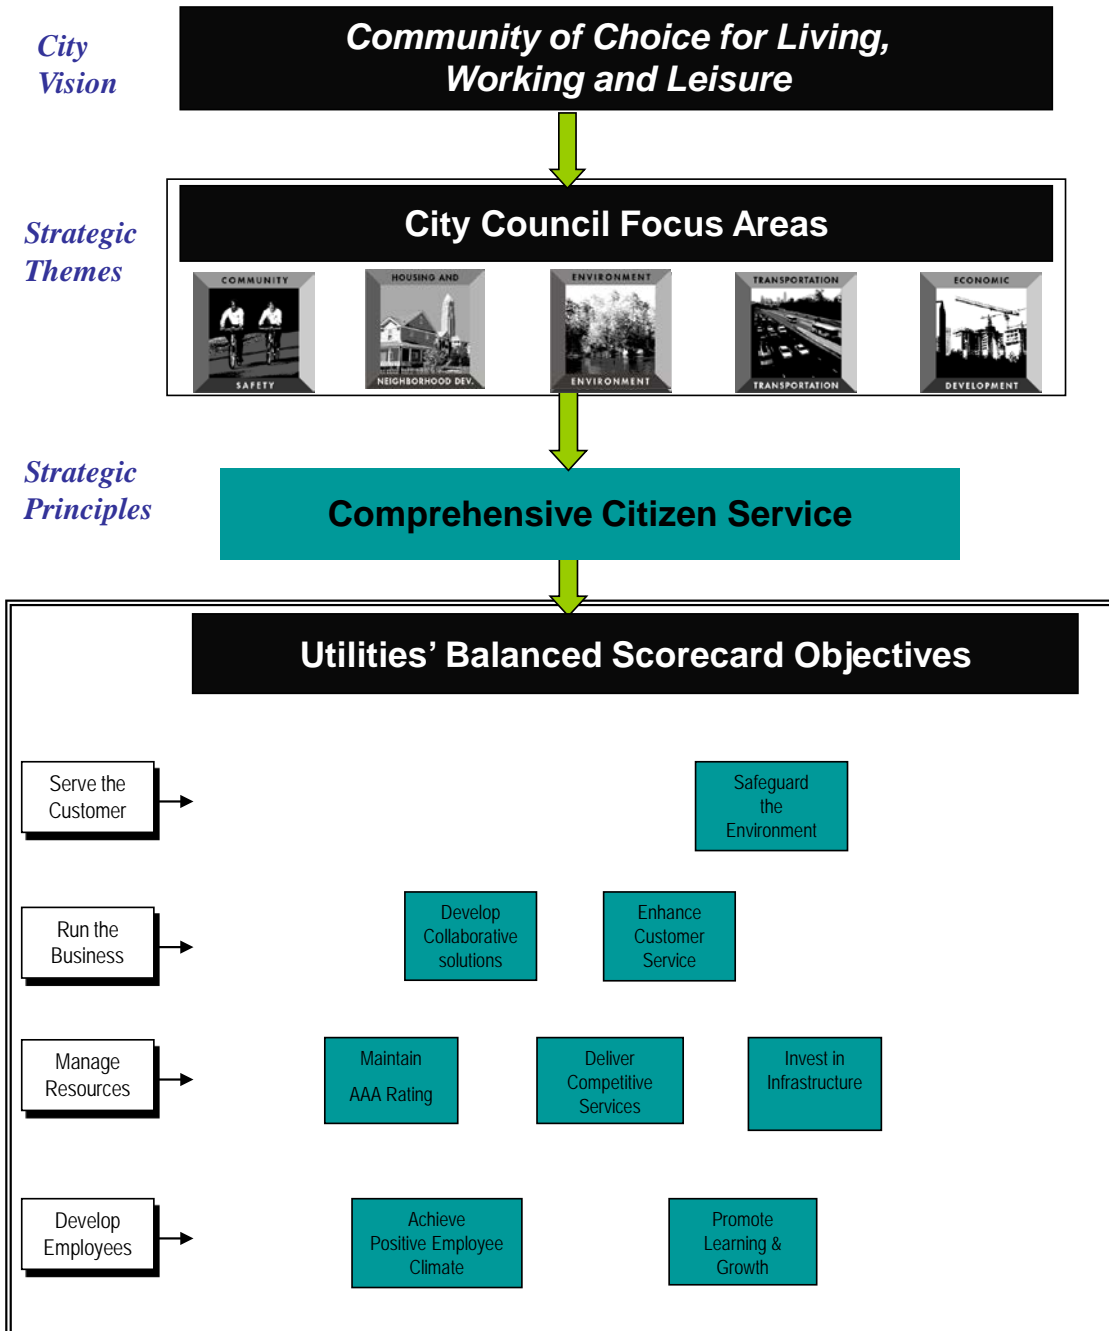 City
Vision
Community of Choice for Living,
Working and Leisure
Strategic
Themes
City Council Focus Areas
COMMUNITY
SAFETY
HOUSING AND
NEIGHBORHOOD DEV.
ENVIRONMENT
ENVIRONMENT
TRANSPORTATION
TRANSPORTATION
ECONOMIC
DEVELOPMENT
Strategic
Principles
Comprehensive Citizen Service
Utilities’ Balanced Scorecard Objectives
Serve the
Customer
Safeguard
the
Environment
Run the
Business
Develop
Collaborative
solutions
Enhance
Customer
Service
Manage
Resources
Maintain
AAA Rating
Deliver
Competitive
Services
Invest in
Infrastructure
Develop
Employees
Achieve
Positive Employee
Climate
Promote
Learning &
Growth